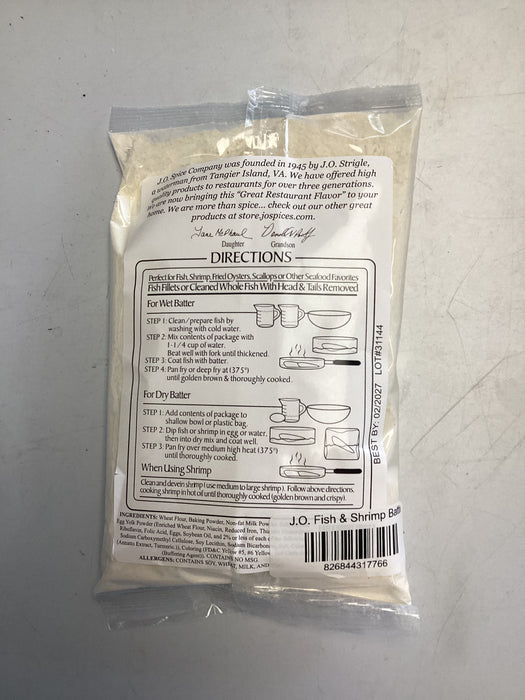 J.O. Spice Company was founded in 1945 by J.O. Strigle,
a waterman from Tangier Island, VA. We have offered high
quality products to restaurants for over three generations.
We are now bringing this "Great Restaurant Flavor" to your
home. We are more than spice... check out our other great
products at store.jospices.com.
Daughter Grandson
DIRECTIONS
Perfect for Fish, Shrimp, Fried Oysters, Scallops or Other Seafood Favorites
Fish Fillets or Cleaned Whole Fish With Head & Tails Removed
For Wet Batter
STEP 1: Clean/prepare fish by
washing with cold water.
STEP 2: Mix contents of package with
1-1/4 cup of water.
Beat well with fork until thickened.
STEP 3: Coat fish with batter.
STEP 4: Pan fry or deep fry at (375°)
until golden brown & thoroughly cooked.
For Dry Batter
STEP 1: Add contents of package to
shallow bowl or plastic bag.
STEP 2: Dip fish or shrimp in egg or water,
then into dry mix and coat well.
STEP 3: Pan fry over medium high heat (375°)
until thoroughly cooked.
When Using Shrimp
Clean and devein shrimp (use medium to large shrimp). Follow above directions,
cooking shrimp in hot oil until thoroughly cooked (golden brown and crispy).
BEST BY: 02/2027 LOT#31144
INGREDIENTS: Wheat Flour, Baking Powder, Non-fat Milk Pow
Egg Yolk Powder (Enriched Wheat Flour, Niacin, Reduced Iron, Thia
Riboflavin, Folic Acid, Eggs, Soybean Oil, and 2% or less of each
Sodium Carboxymethyl Cellulose, Soy Lecithin, Sodium Bicarbon
(Annatto Extract, Turmeric)), Coloring (FD&C Yellow #5, #6 Yellow
(Buffering Agent)). CONTAINS NO MSG.
ALLERGENS: CONTAINS SOY, WHEAT, MILK, AND
J.O. Fish & Shrimp Batt
826844317766